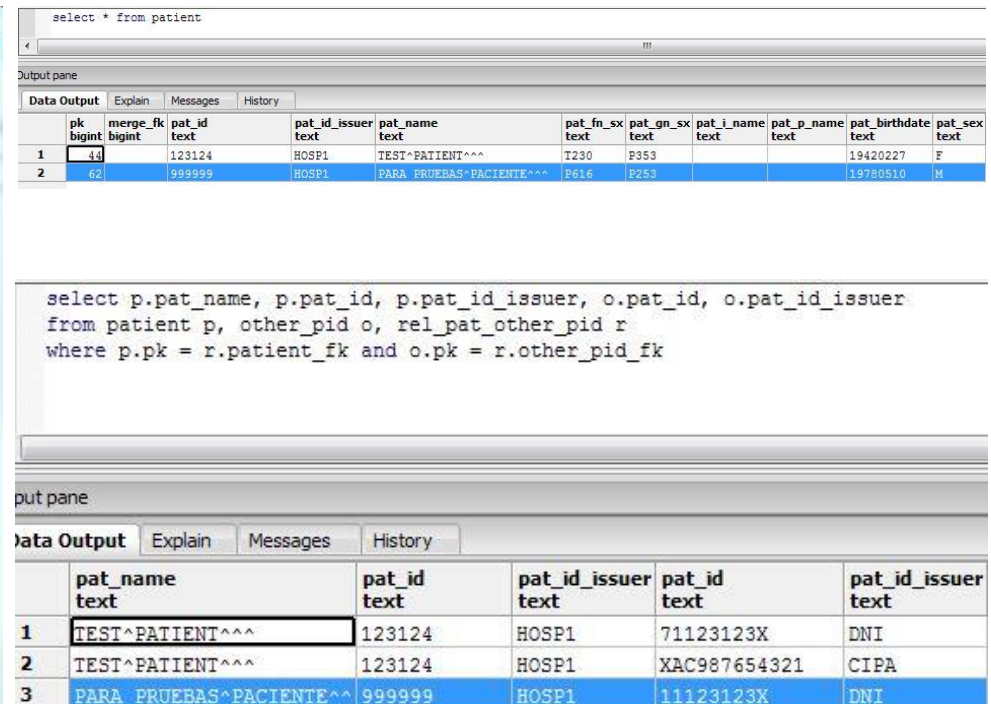 select * from patient
Output pane
Data Output Explain Messages History
pk merge_fk pat_id pat_id_issuer pat_name pat_fn_sx pat_gn_sx pat_i_name pat_p_name pat_birthdate pat_sex
bigint bigint text text text text text text text text text
1 44 123124 HOSP1 TEST^PATIENT^^^ T230 P353 19420227 F
2 62 999999 HOSP1 PARA PRUEBAS^PACIENTE^^^ P616 P253 19780510 M
select p.pat_name, p.pat_id, p.pat_id_issuer, o.pat_id, o.pat_id_issuer
from patient p, other_pid o, rel_pat_other_pid r
where p.pk = r.patient_fk and o.pk = r.other_pid_fk
put pane
Data Output Explain Messages History
pat_name pat_id pat_id_issuer pat_id pat_id_issuer
text text text text text
1 TEST^PATIENT^^^ 123124 HOSP1 71123123X DNI
2 TEST^PATIENT^^^ 123124 HOSP1 XAC987654321 CIPA
3 PARA PRUEBAS^PACIENTE^^ 999999 HOSP1 11123123X DNI